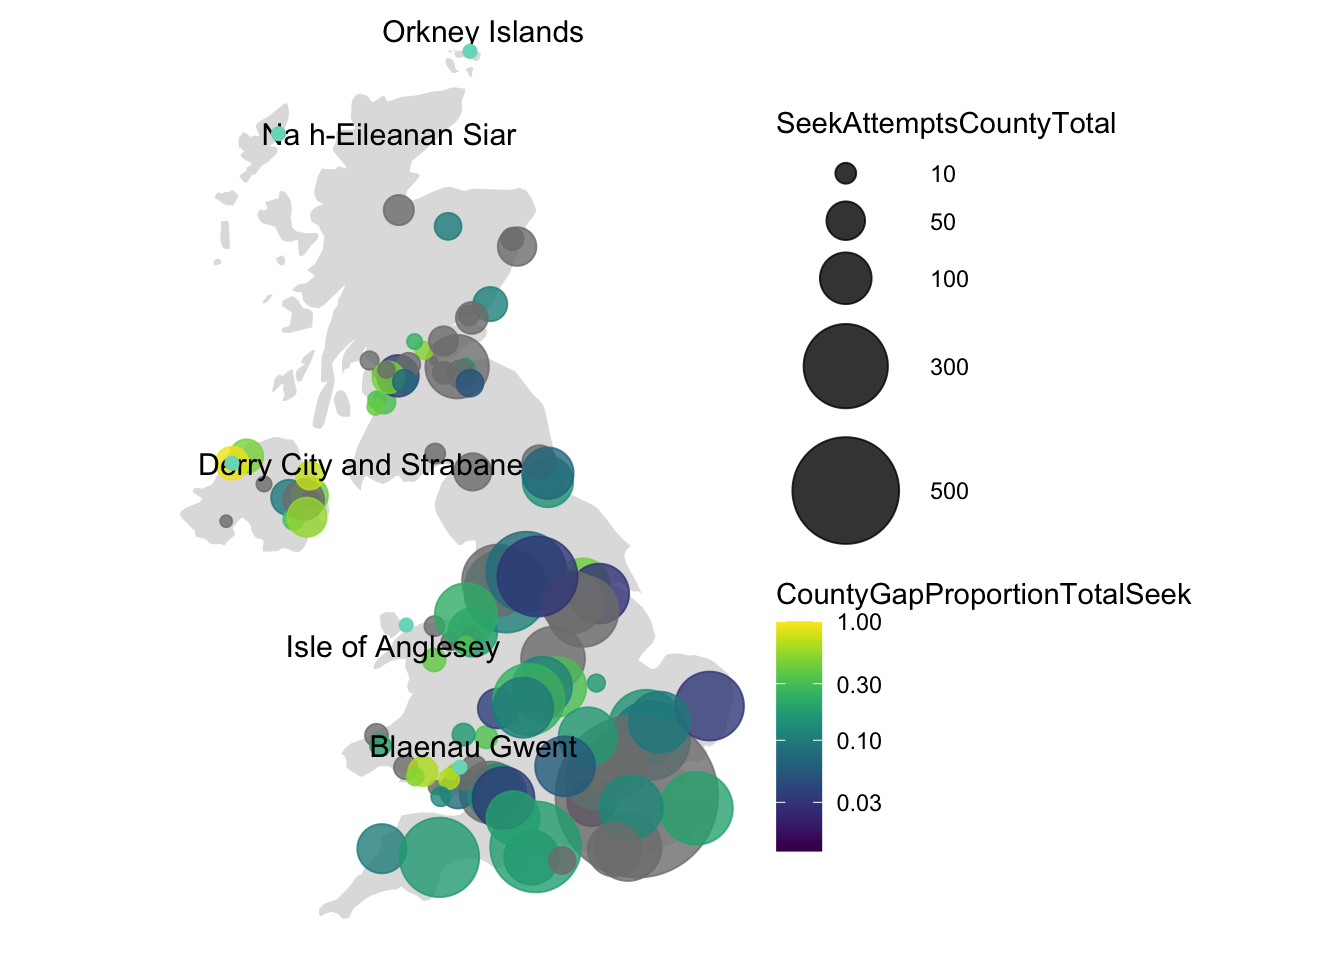 Orkney Islands
Na h-Eileanan Siar
Derry City and Strabane
Isle of Anglesey
Blaenau Gwent
SeekAttemptsCountyTotal
10
50
100
300
500
CountyGapProportionTotalSeek
1.00
0.30
0.10
0.03